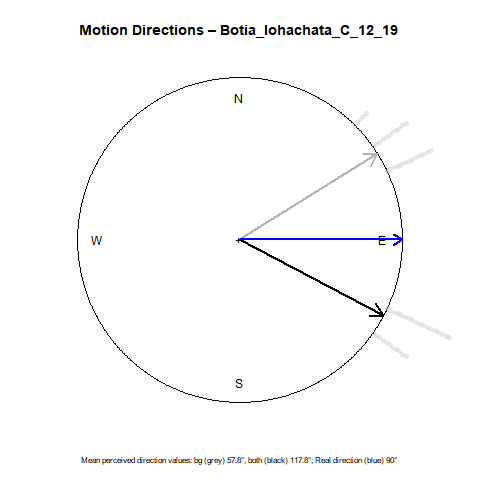 Motion Directions – Botia_lohachata_C_12_19
N
W
E
S
Mean perceived direction values: bg (grey) 57.8°, both (black) 117.8°; Real direction (blue) 90°